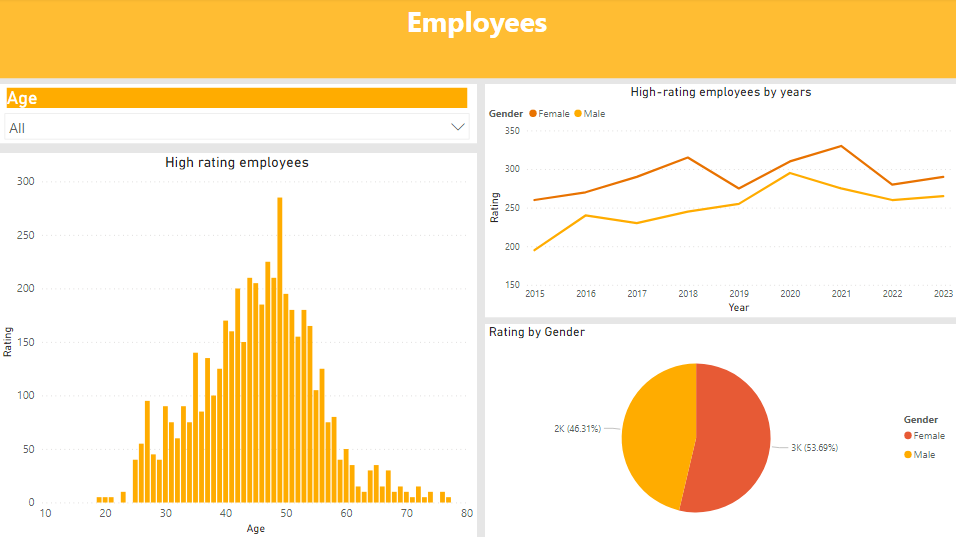 Employees
Age
All
High rating employees
300
250
200
150
100
50
0
Rating
10 20 30 40 50 60 70 80
Age
High-rating employees by years
Gender Female Male
350
300
250
200
150
Rating
2015 2016 2017 2018 2019 2020 2021 2022 2023
Year
Rating by Gender
2K (46.31%)
3K (53.69%)
Gender
Female
Male